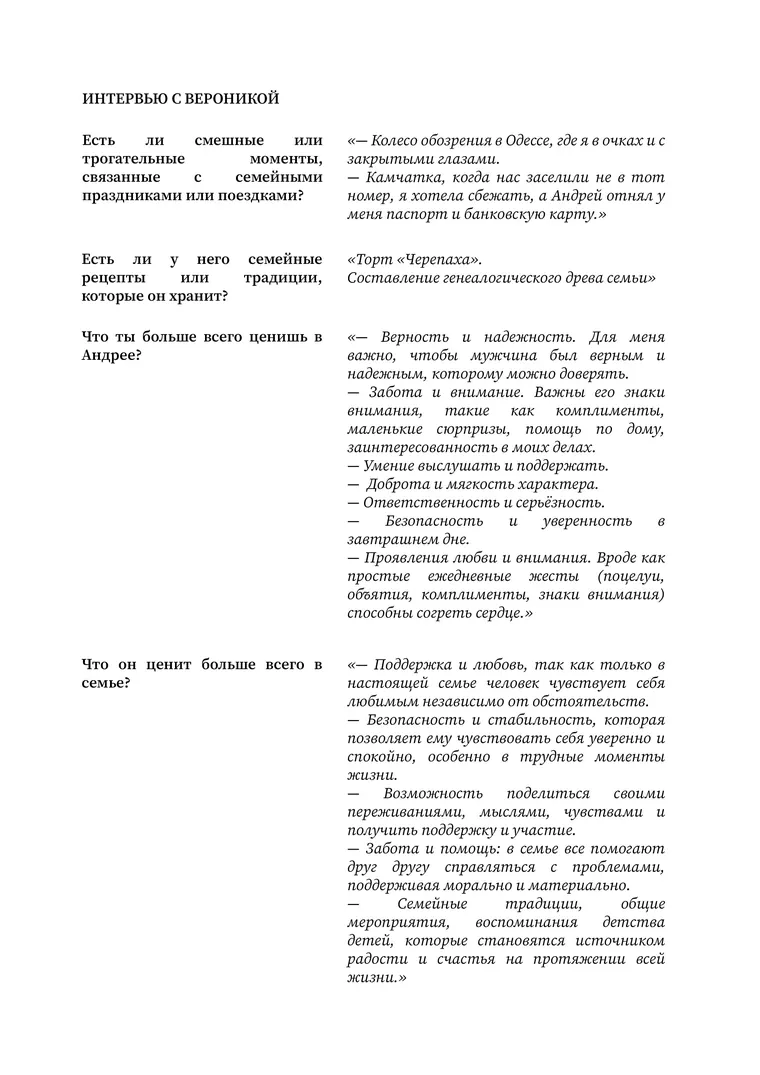 ИНТЕРВЬЮ С ВЕРОНИКОЙ
Есть ли смешные или
трогательные моменты,
связанные с семейными
праздниками или поездками?
«— Колесо обозрения в Одессе, где я в очках и с
закрытыми глазами.
— Камчатка, когда нас заселили не в тот
номер, я хотела сбежать, а Андрей отнял у
меня паспорт и банковскую карту.»
Есть ли у него семейные
рецепты или традиции,
которые он хранит?
«Торт «Черепаха».
Составление генеалогического древа семьи»
Что ты больше всего ценишь в
Андрее?
«— Верность и надежность. Для меня
важно, чтобы мужчина был верным и
надежным, которому можно доверять.
— Забота и внимание. Важны его знаки
внимания, такие как комплименты,
маленькие сюрпризы, помощь по дому,
заинтересованность в моих делах.
— Умение выслушать и поддержать.
— Доброта и мягкость характера.
— Ответственность и серьёзность.
— Безопасность и уверенность в
завтрашнем дне.
— Проявления любви и внимания. Вроде как
простые ежедневные жесты (поцелуи,
объятия, комплименты, знаки внимания)
способны согреть сердце.»
Что он ценит больше всего в
семье?
«— Поддержка и любовь, так как только в
настоящей семье человек чувствует себя
любимым независимо от обстоятельств.
— Безопасность и стабильность, которая
позволяет ему чувствовать себя уверенно и
спокойно, особенно в трудные моменты
жизни.
— Возможность поделиться своими
переживаниями, мыслями, чувствами и
получить поддержку и участие.
— Забота и помощь: в семье все помогают
друг другу справляться с проблемами,
поддерживая морально и материально.
— Семейные традиции, общие
мероприятия, воспоминания детства
детей, которые становятся источником
радости и счастья на протяжении всей
жизни.»